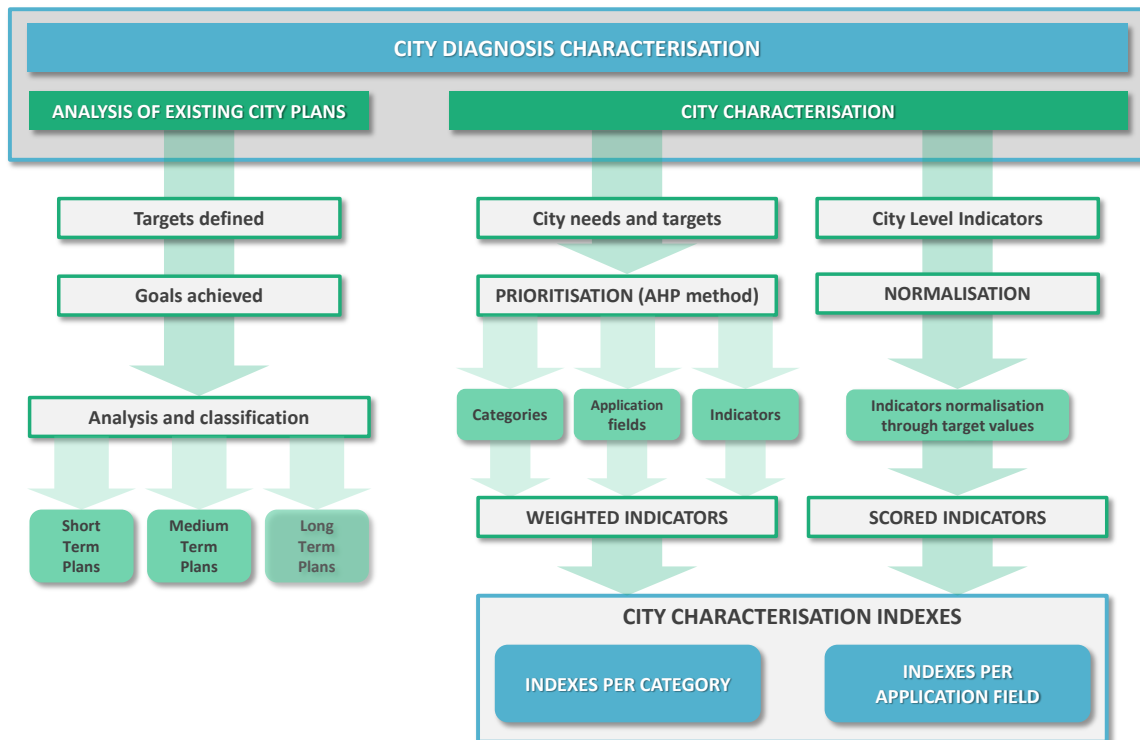 CITY DIAGNOSIS CHARACTERISATION
ANALYSIS OF EXISTING CITY PLANS
CITY CHARACTERISATION
Targets defined
City needs and targets
City Level Indicators
Goals achieved
PRIORITISATION (AHP method)
NORMALISATION
Categories
Application
fields
Indicators
Indicators normalisation
through target values
Analysis and classification
Short
Term
Plans
Medium
Term
Plans
Long
Term
Plans
WEIGHTED INDICATORS
SCORED INDICATORS
CITY CHARACTERISATION INDEXES
INDEXES PER CATEGORY
INDEXES PER
APPLICATION FIELD